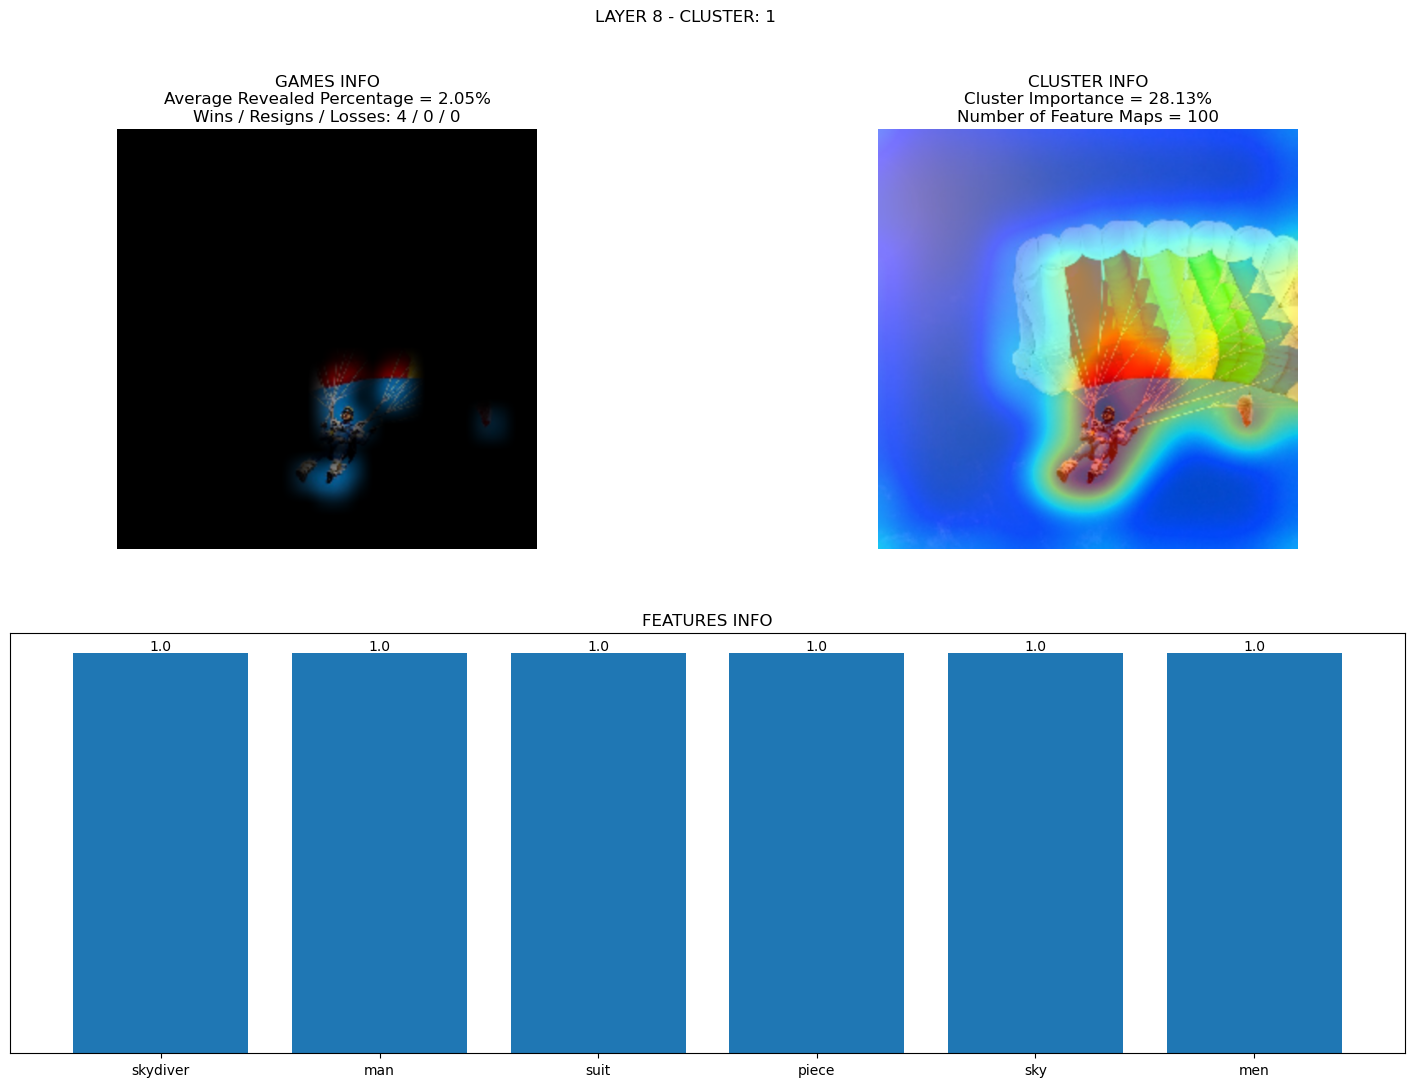 LAYER 8 - CLUSTER: 1
GAMES INFO
Average Revealed Percentage = 2.05%
Wins / Resigns / Losses: 4 / 0 / 0
CLUSTER INFO
Cluster Importance = 28.13%
Number of Feature Maps = 100
FEATURES INFO
1.0 1.0 1.0 1.0 1.0 1.0
skydiver man suit piece sky men